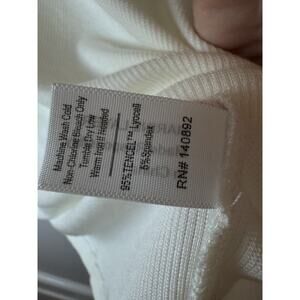 Machine Wash Cold
Non-Chlorine Bleach Only
Tumble Dry Low
Warm Iron If Needed
95%TENCEL™ Lyocell
5%Spandex
RN# 140892